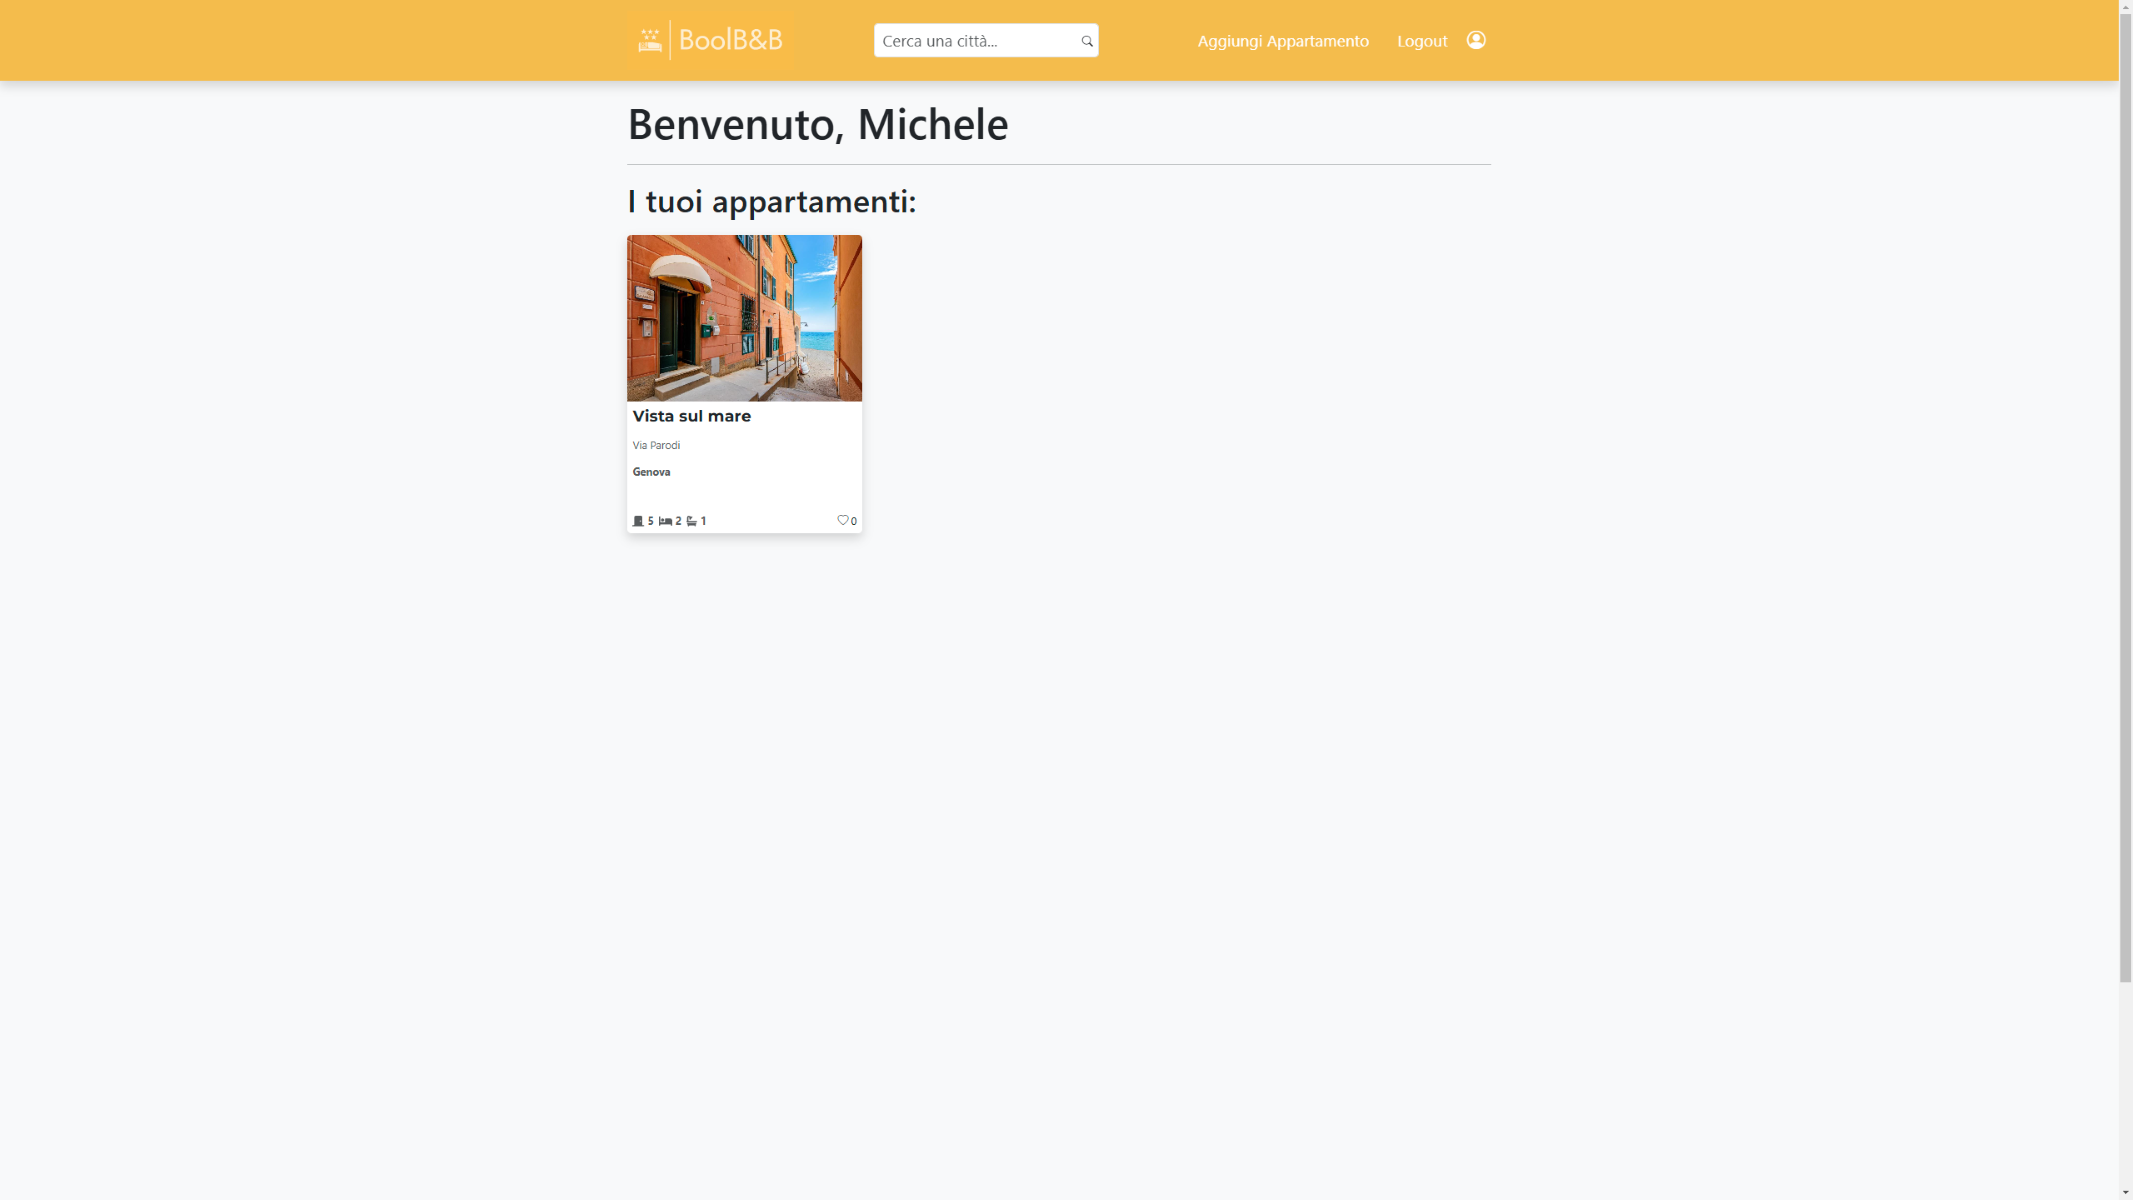 BoolB&B
Cerca una città...
Aggiungi Appartamento
Logout
Benvenuto, Michele
I tuoi appartamenti:
Vista sul mare
Via Parodi
Genova
5 2 1
0